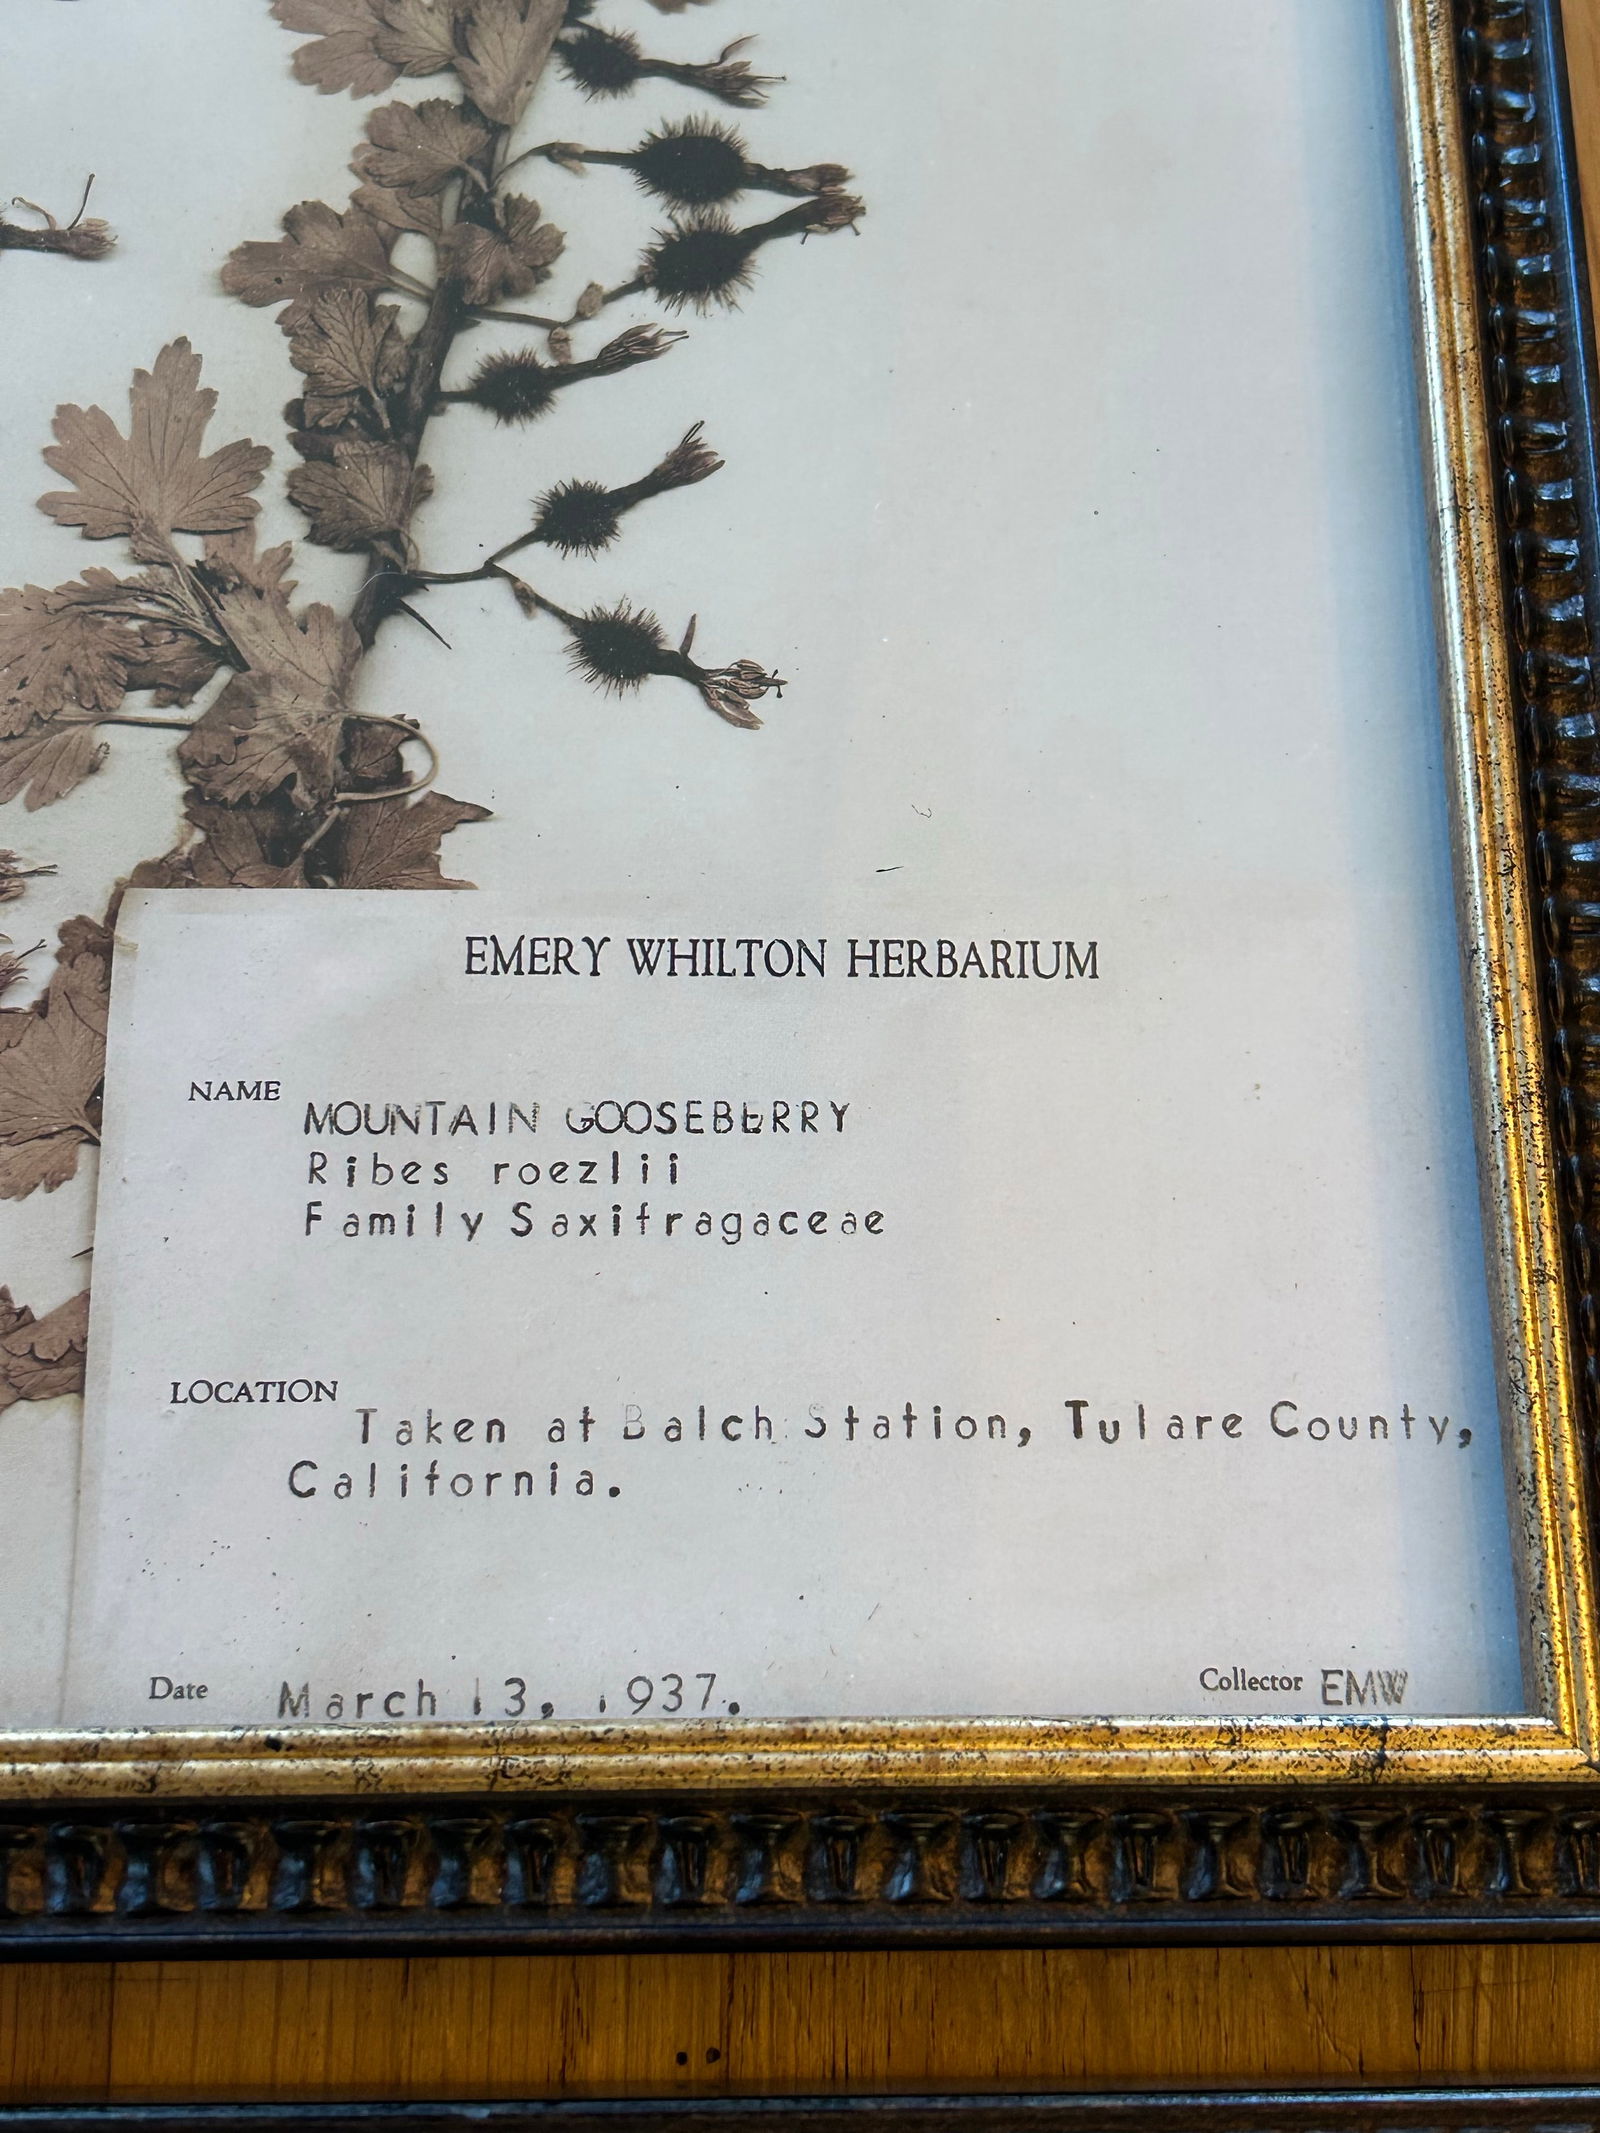 EMERY WHILTON HERBARIUM
NAME
MOUNTAIN GOOSEBERRY
Ribes roezlii
Family Saxifragaceae
LOCATION
Taken at Balch Station, Tulare County,
California.
Date March 13, 1937.
Collector EMW